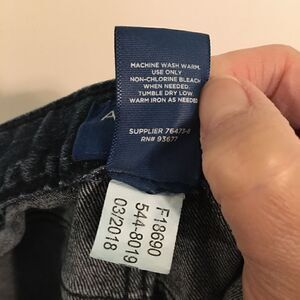 MACHINE WASH WARM.
USE ONLY
NON-CHLORINE BLEACH
WHEN NEEDED.
TUMBLE DRY LOW.
WARM IRON AS NEEDED.
SUPPLIER 76473-8
RN# 93677
A
F18690
544-8019
03/2018